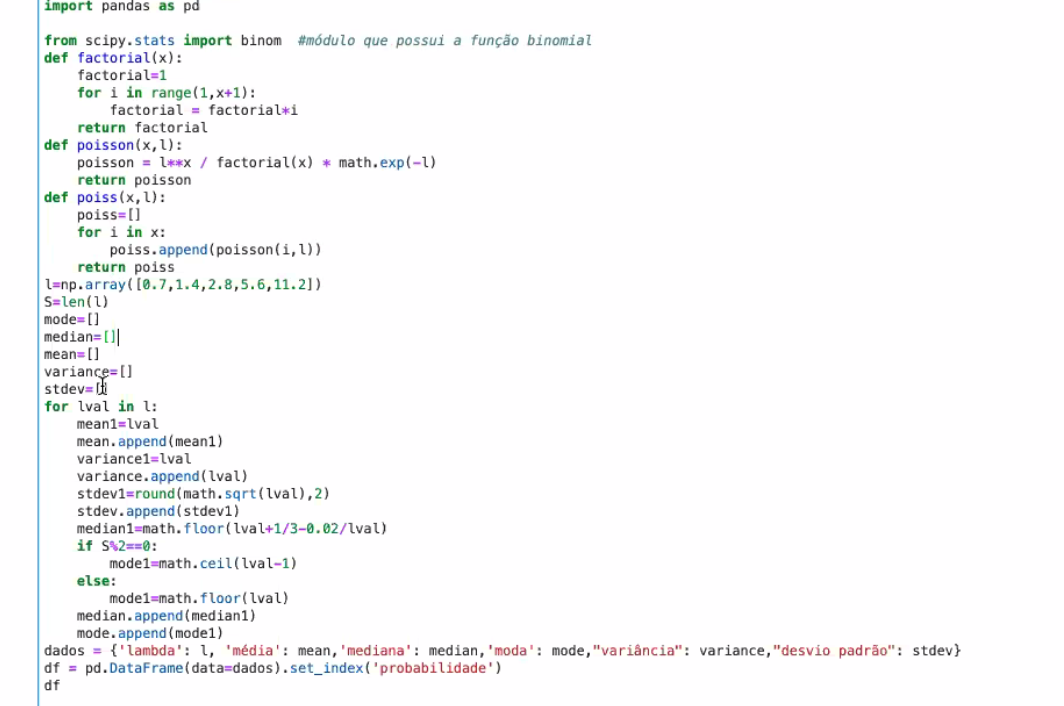 import pandas as pd
from scipy.stats import binom  #módulo que possui a função binomial
def factorial(x):
    factorial=1
    for i in range(1,x+1):
        factorial = factorial*i
    return factorial
def poisson(x,l):
    poisson = l**x / factorial(x) * math.exp(-l)
    return poisson
def poiss(x,l):
    poiss=[]
    for i in x:
        poiss.append(poisson(i,l))
    return poiss
l=np.array([0.7,1.4,2.8,5.6,11.2])
S=len(l)
mode=[]
median=[]
mean=[]
variance=[]
stdev=[]
for lval in l:
    mean1=lval
    mean.append(mean1)
    variance1=lval
    variance.append(lval)
    stdev1=round(math.sqrt(lval),2)
    stdev.append(stdev1)
    median1=math.floor(lval+1/3-0.02/lval)
    if S%2==0:
        mode1=math.ceil(lval-1)
    else:
        mode1=math.floor(lval)
    median.append(median1)
    mode.append(mode1)
dados = {'lambda': l, 'média': mean,'mediana': median,'moda': mode,"variância": variance,"desvio padrão": stdev}
df = pd.DataFrame(data=dados).set_index('probabilidade')
df